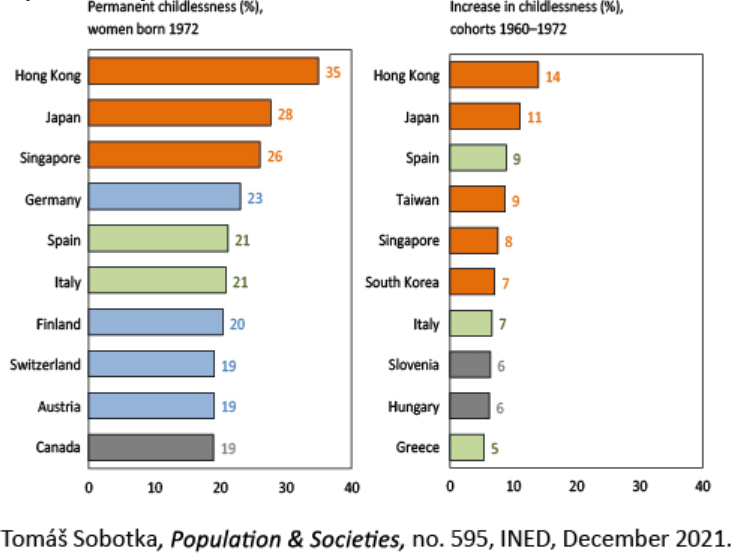 Permanent childlessness (%),
women born 1972
Hong Kong 35
Japan 28
Singapore 26
Germany 23
Spain 21
Italy 21
Finland 20
Switzerland 19
Austria 19
Canada 19
0 10 20 30 40
Increase in childlessness (%),
cohorts 1960–1972
Hong Kong 14
Japan 11
Spain 9
Taiwan 9
Singapore 8
South Korea 7
Italy 7
Slovenia 6
Hungary 6
Greece 5
0 10 20 30 40
Tomáš Sobotka, Population & Societies, no. 595, INED, December 2021.